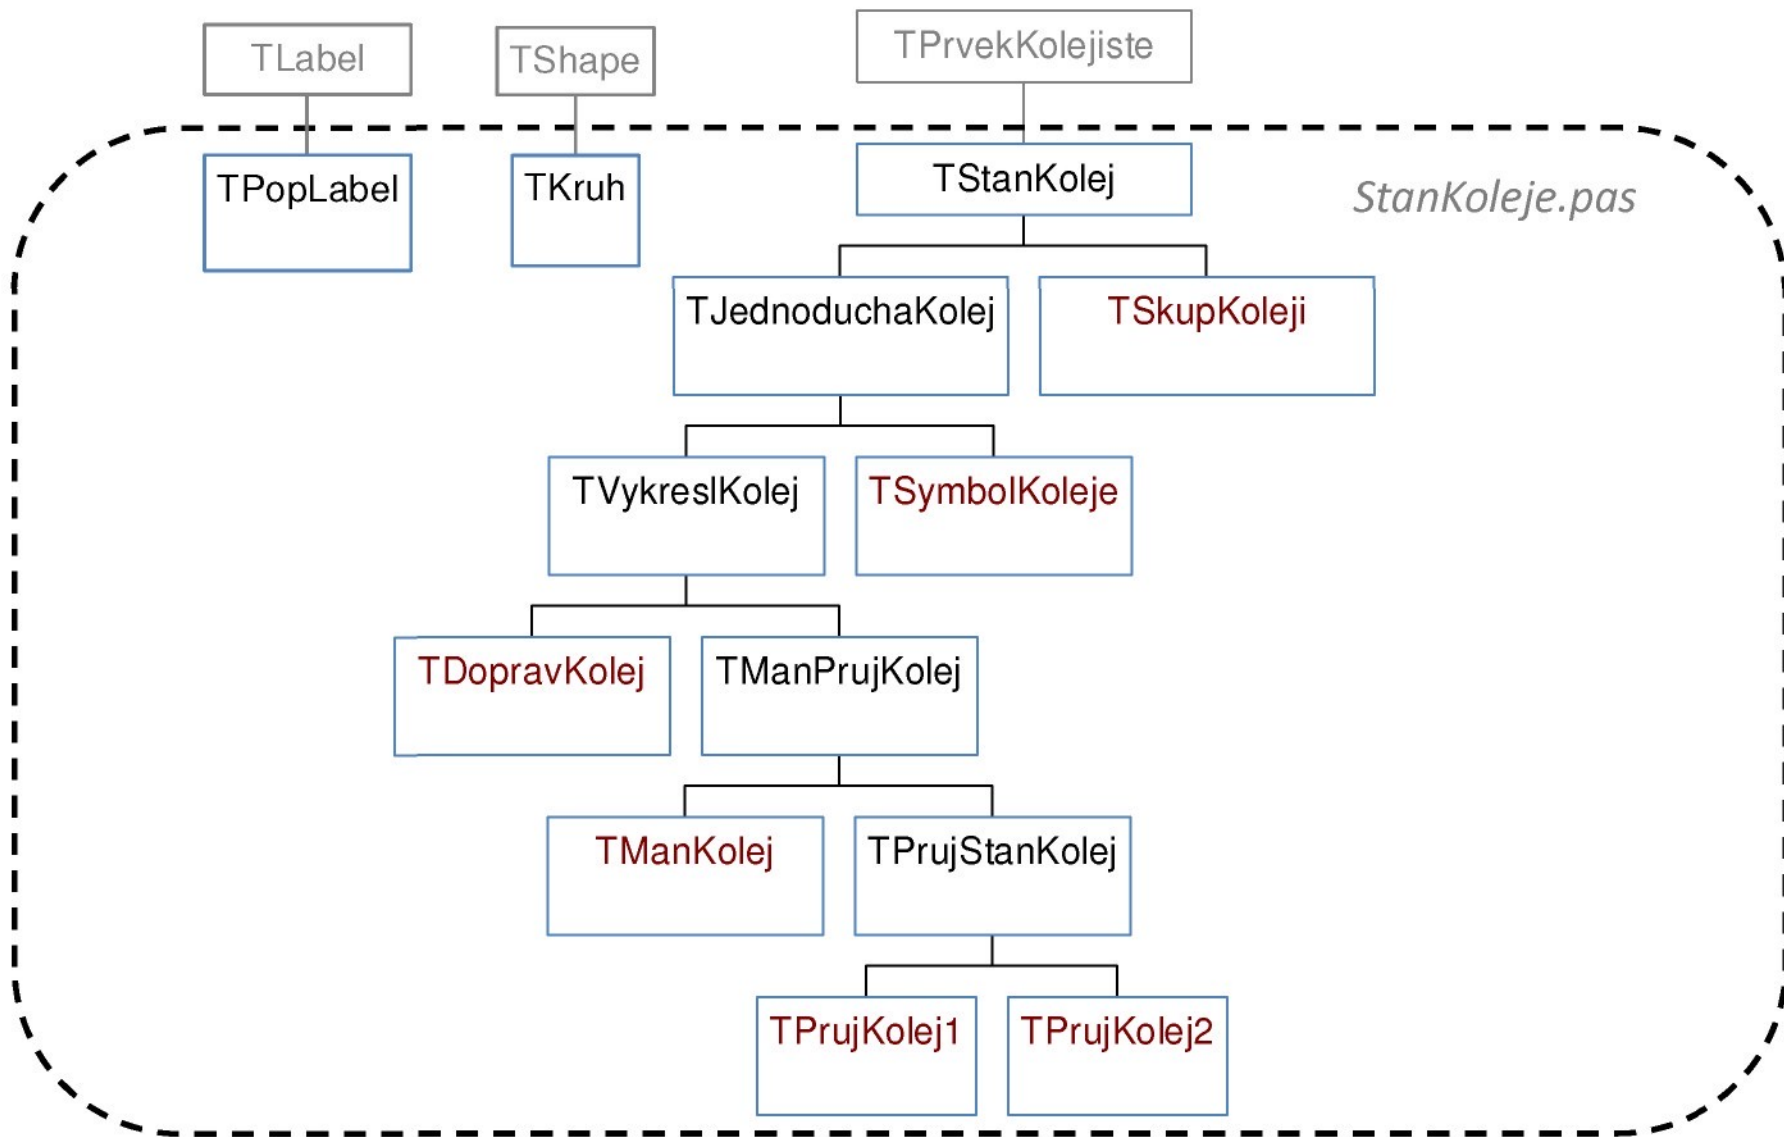 TLabel
TShape
TPrvekKolejiste
TPopLabel
TKruh
TStanKolej
StanKoleje.pas
TJednoduchaKolej
TSkupKoleji
TVykreslKolej
TSymbolKoleje
TDopravKolej
TManPrujKolej
TManKolej
TPrujStanKolej
TPrujKolej1
TPrujKolej2